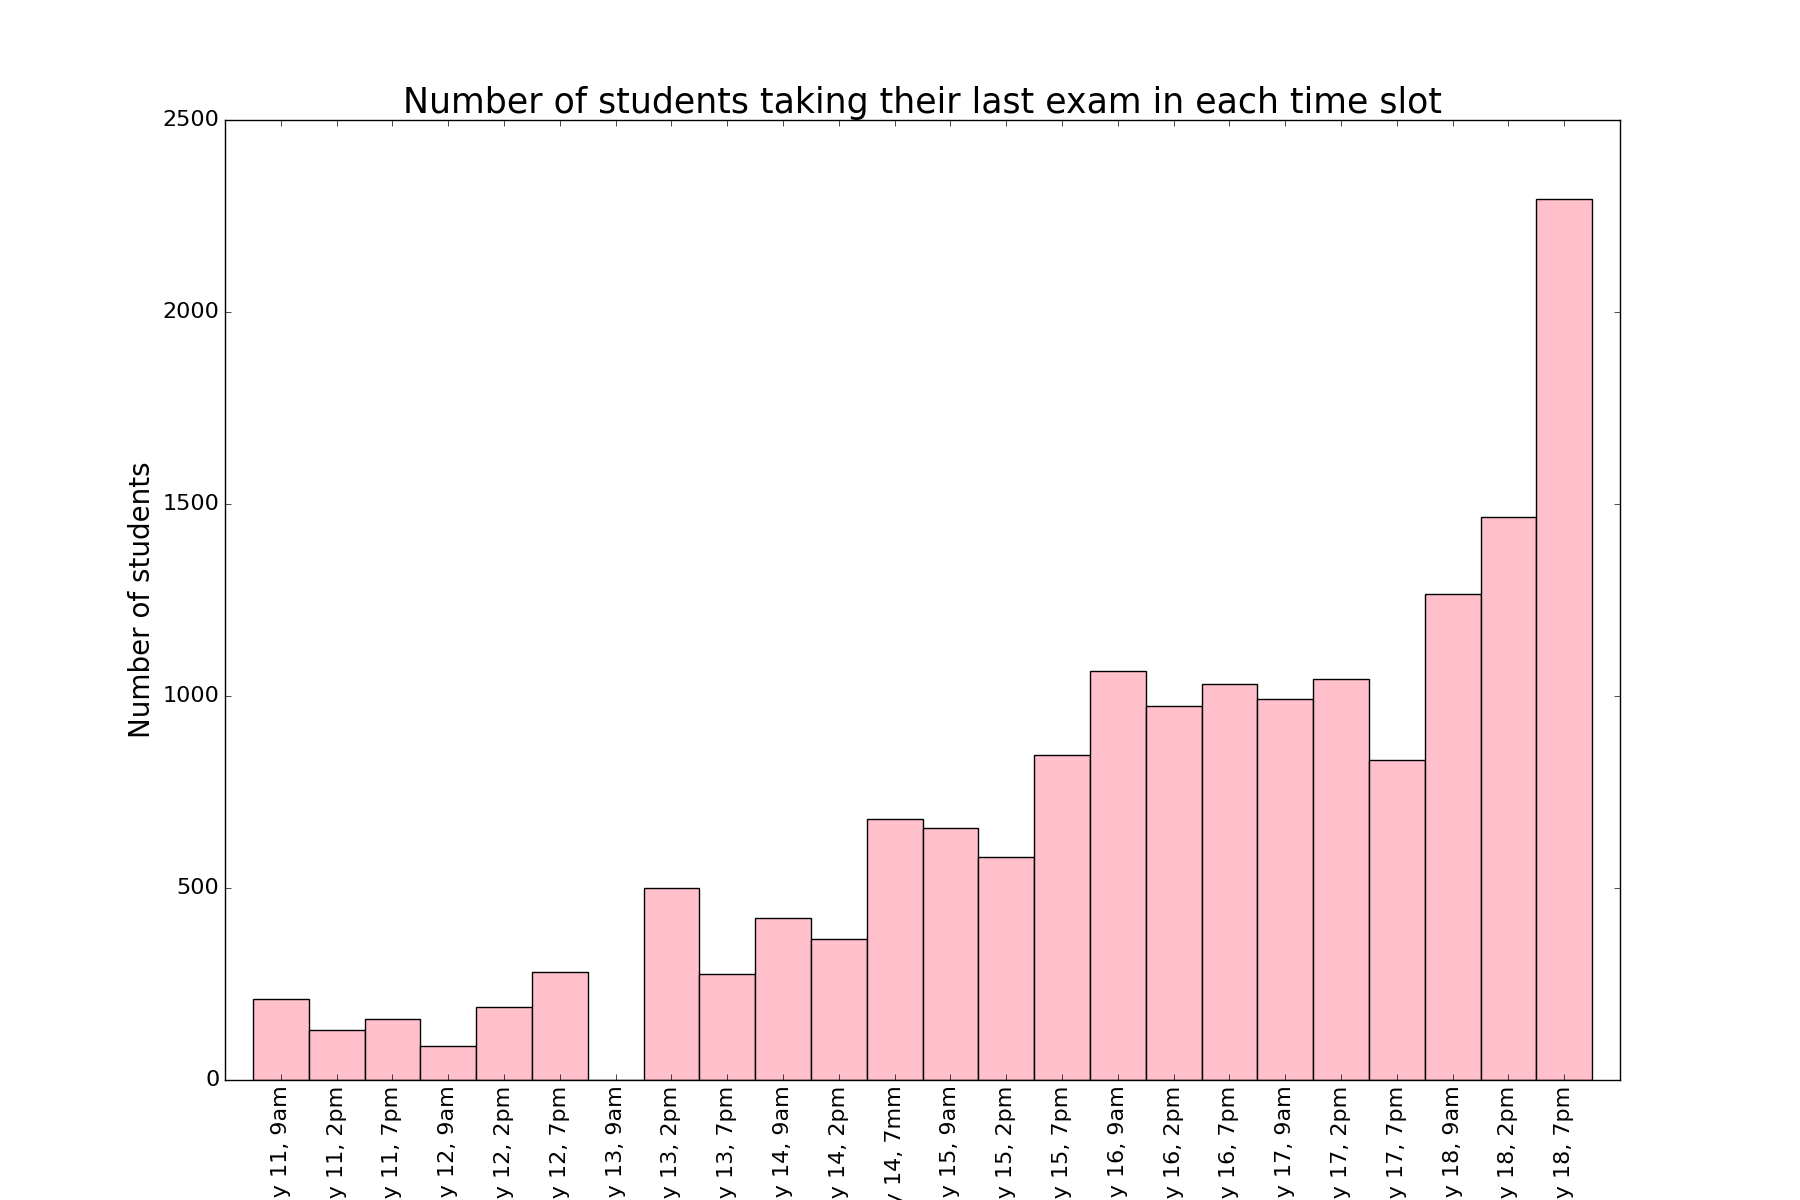 Number of students taking their last exam in each time slot
Number of students
2500
2000
1500
1000
500
0
y 11, 9am
y 11, 2pm
y 11, 7pm
y 12, 9am
y 12, 2pm
y 12, 7pm
y 13, 9am
y 13, 2pm
y 13, 7pm
y 14, 9am
y 14, 2pm
y 14, 7mm
y 15, 9am
y 15, 2pm
y 15, 7pm
y 16, 9am
y 16, 2pm
y 16, 7pm
y 17, 9am
y 17, 2pm
y 17, 7pm
y 18, 9am
y 18, 2pm
y 18, 7pm